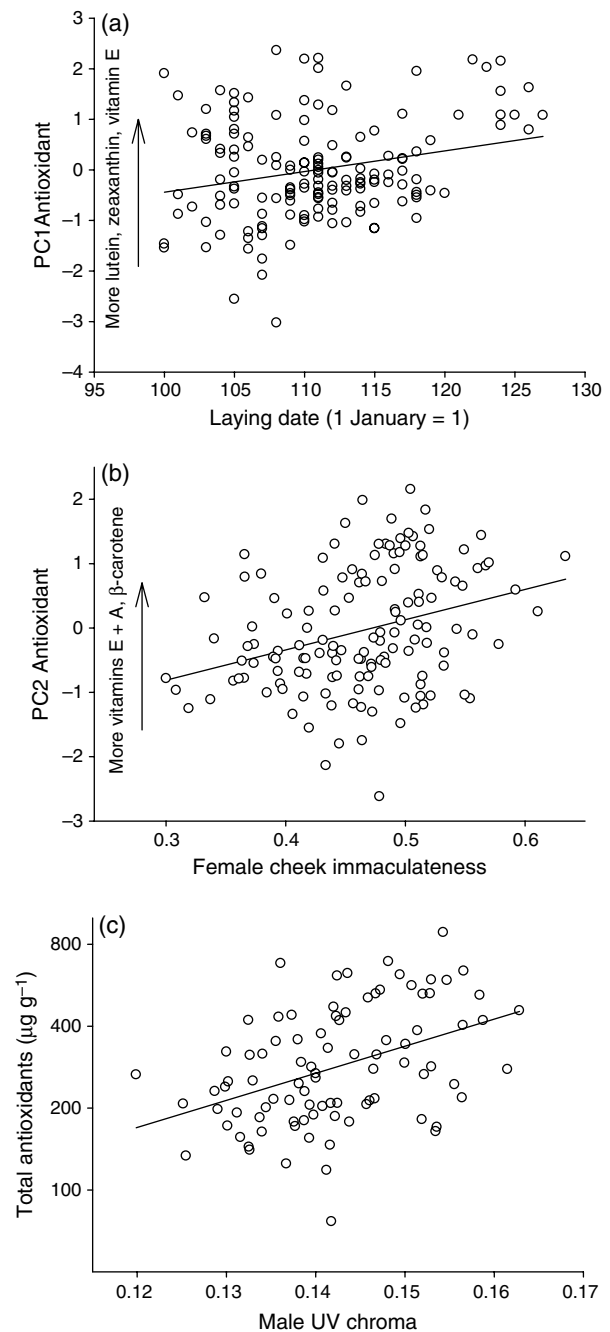 (a)
3
2
1
0
−1
−2
−3
−4
PC1Antioxidant
More lutein, zeaxanthin, vitamin E
95 100 105 110 115 120 125 130
Laying date (1 January = 1)
(b)
2
1
0
−1
−2
−3
PC2 Antioxidant
More vitamins E + A, β-carotene
0.3 0.4 0.5 0.6
Female cheek immaculateness
(c)
800
400
200
100
Total antioxidants (μg g⁻¹)
0.12 0.13 0.14 0.15 0.16 0.17
Male UV chroma